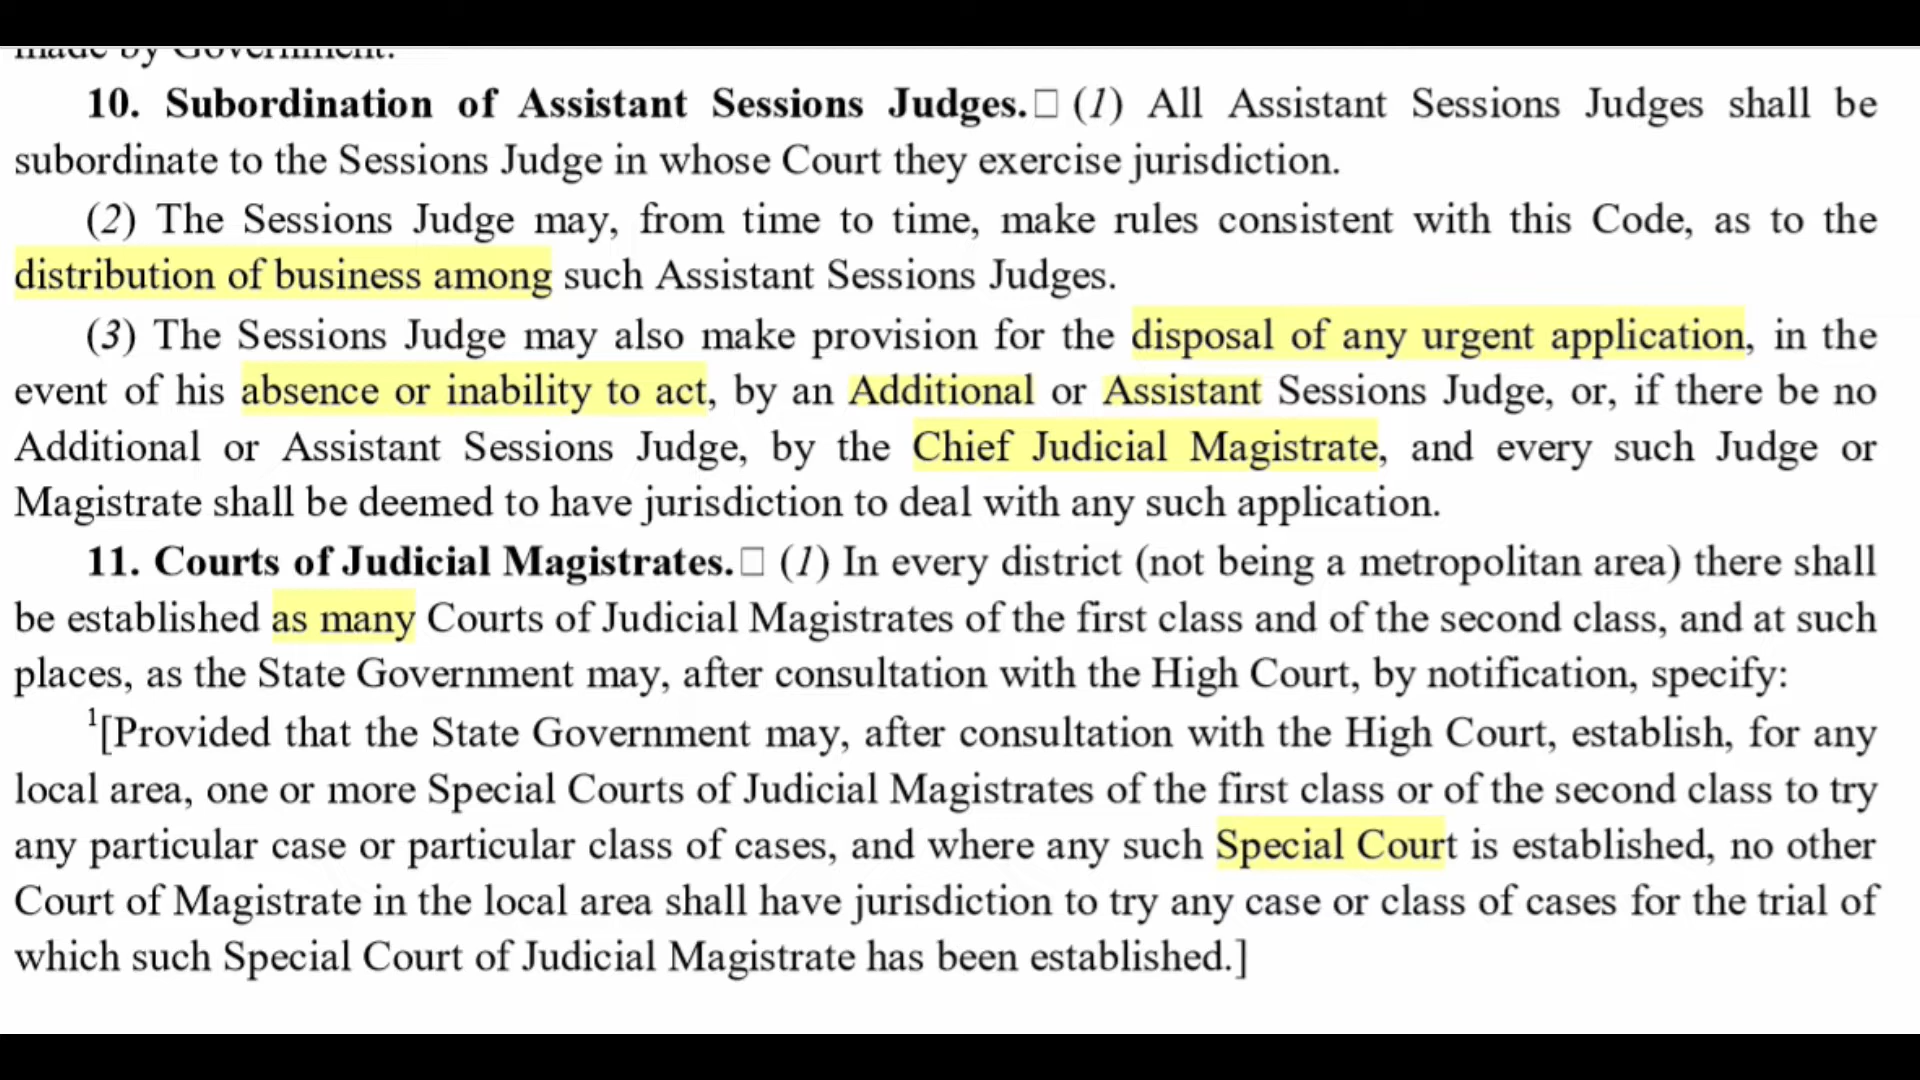 made by Government.
10. Subordination of Assistant Sessions Judges.□ (1) All Assistant Sessions Judges shall be
subordinate to the Sessions Judge in whose Court they exercise jurisdiction.
(2) The Sessions Judge may, from time to time, make rules consistent with this Code, as to the
distribution of business among such Assistant Sessions Judges.
(3) The Sessions Judge may also make provision for the disposal of any urgent application, in the
event of his absence or inability to act, by an Additional or Assistant Sessions Judge, or, if there be no
Additional or Assistant Sessions Judge, by the Chief Judicial Magistrate, and every such Judge or
Magistrate shall be deemed to have jurisdiction to deal with any such application.
11. Courts of Judicial Magistrates.□ (1) In every district (not being a metropolitan area) there shall
be established as many Courts of Judicial Magistrates of the first class and of the second class, and at such
places, as the State Government may, after consultation with the High Court, by notification, specify:
1[Provided that the State Government may, after consultation with the High Court, establish, for any
local area, one or more Special Courts of Judicial Magistrates of the first class or of the second class to try
any particular case or particular class of cases, and where any such Special Court is established, no other
Court of Magistrate in the local area shall have jurisdiction to try any case or class of cases for the trial of
which such Special Court of Judicial Magistrate has been established.]